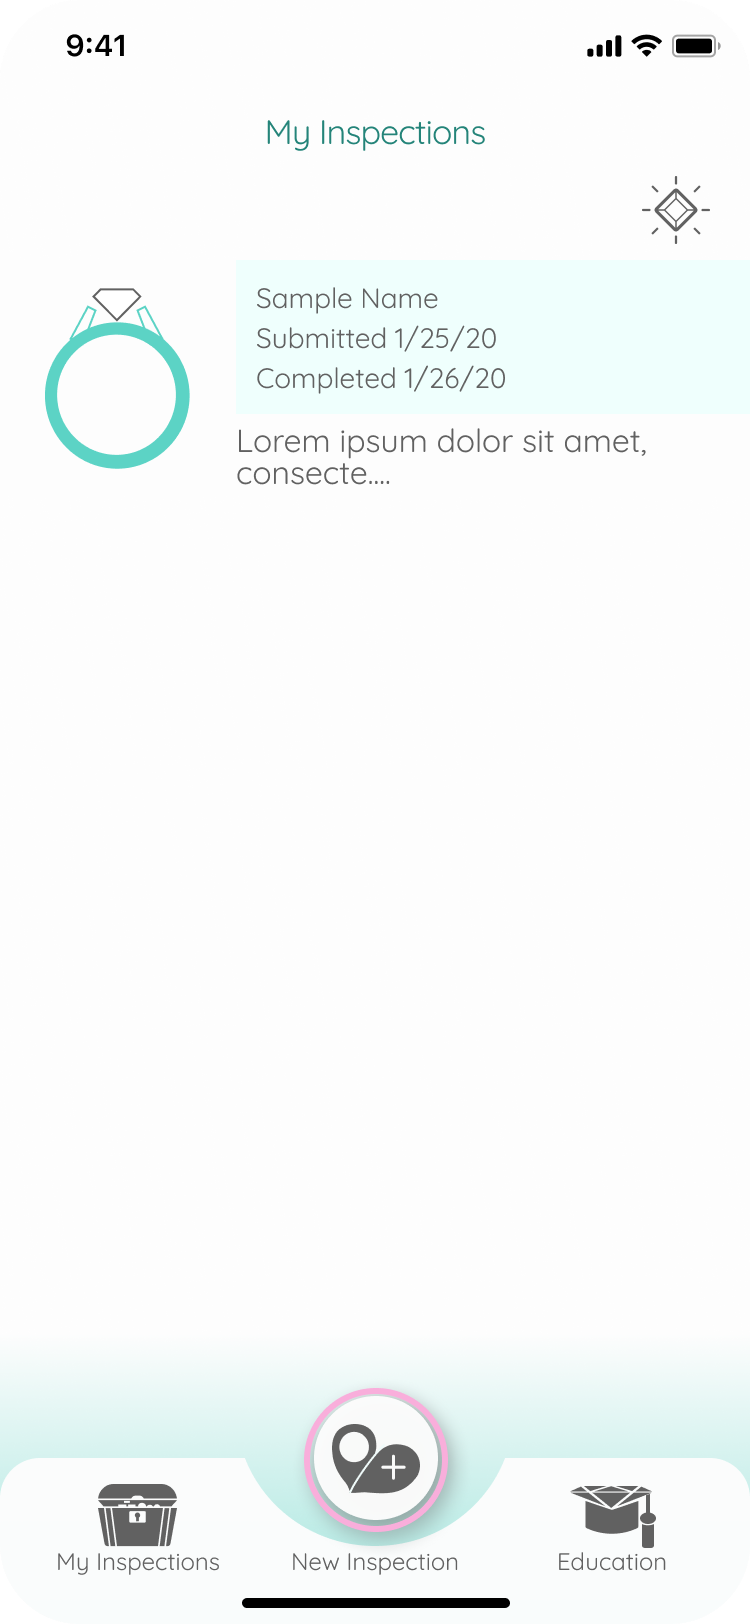 9:41
My Inspections
Sample Name
Submitted 1/25/20
Completed 1/26/20
Lorem ipsum dolor sit amet,
consecte....
My Inspections
New Inspection
Education